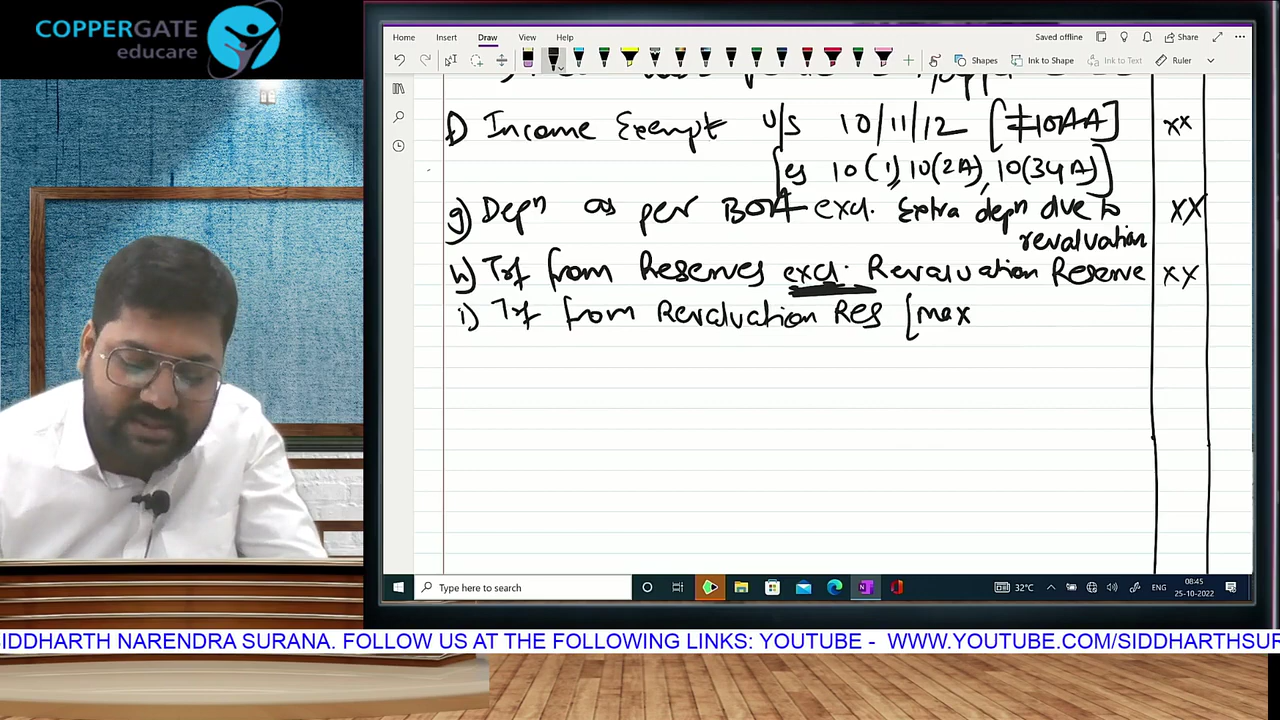 COPPERGATE
educare
Home Insert Draw View Help
Saved offline
Share
Shapes
Ink to Shape
Ink to Text
Ruler
f) Income Exempt u/s 10/11/12 [≠10AA] xx
[eg 10(1), 10(2A), 10(34A)]
g) Depn as per BOA excl. Extra depn due to revaluation xx
h) Trf from Reserves excl. Revaluation Reserve xx
i) Trf from Revaluation Res [max
Type here to search
32°C
ENG
08:45
25-10-2022
SIDDHARTH NARENDRA SURANA. FOLLOW US AT THE FOLLOWING LINKS: YOUTUBE - WWW.YOUTUBE.COM/SIDDHARTHSUR